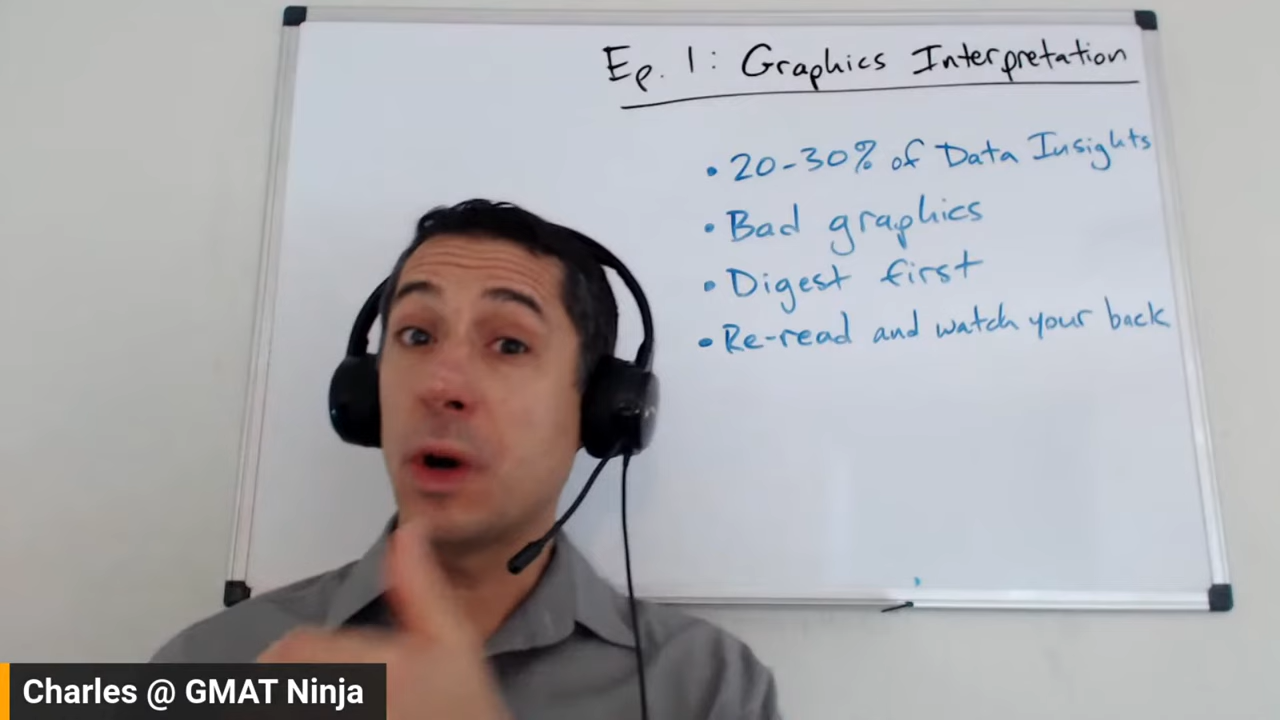 Ep. 1: Graphics Interpretation
• 20-30% of Data Insights
• Bad graphics
• Digest first
• Re-read and watch your back
Charles @ GMAT Ninja